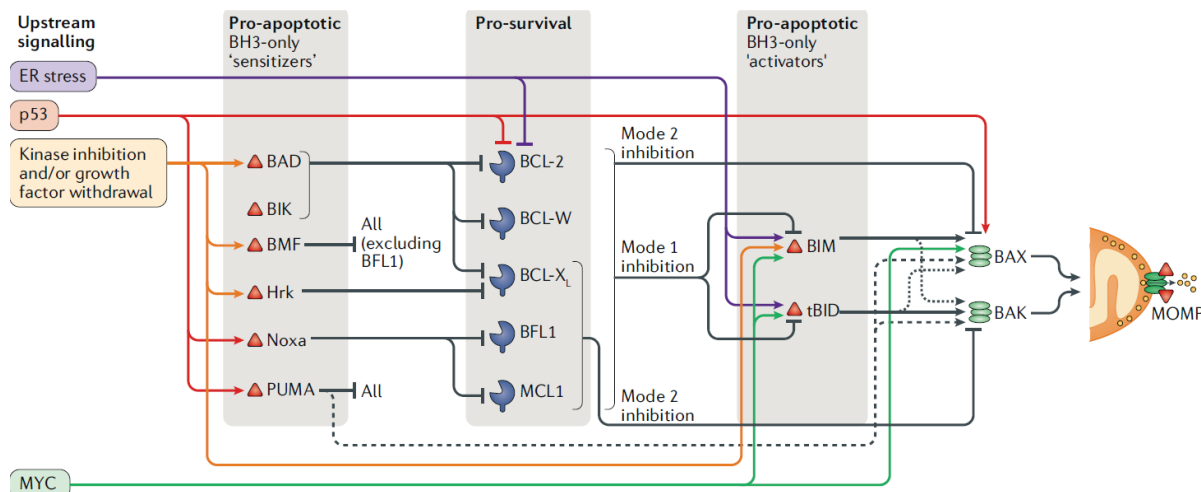 Upstream
signalling
Pro-apoptotic
BH3-only
‘sensitizers’
Pro-survival
Pro-apoptotic
BH3-only
'activators'
ER stress
p53
Kinase inhibition
and/or growth
factor withdrawal
BAD
BIK
BMF
All
(excluding
BFL1)
Hrk
Noxa
PUMA
All
BCL-2
BCL-W
BCL-XL
BFL1
MCL1
Mode 2
inhibition
Mode 1
inhibition
Mode 2
inhibition
BIM
tBID
BAX
BAK
MOMP
MYC